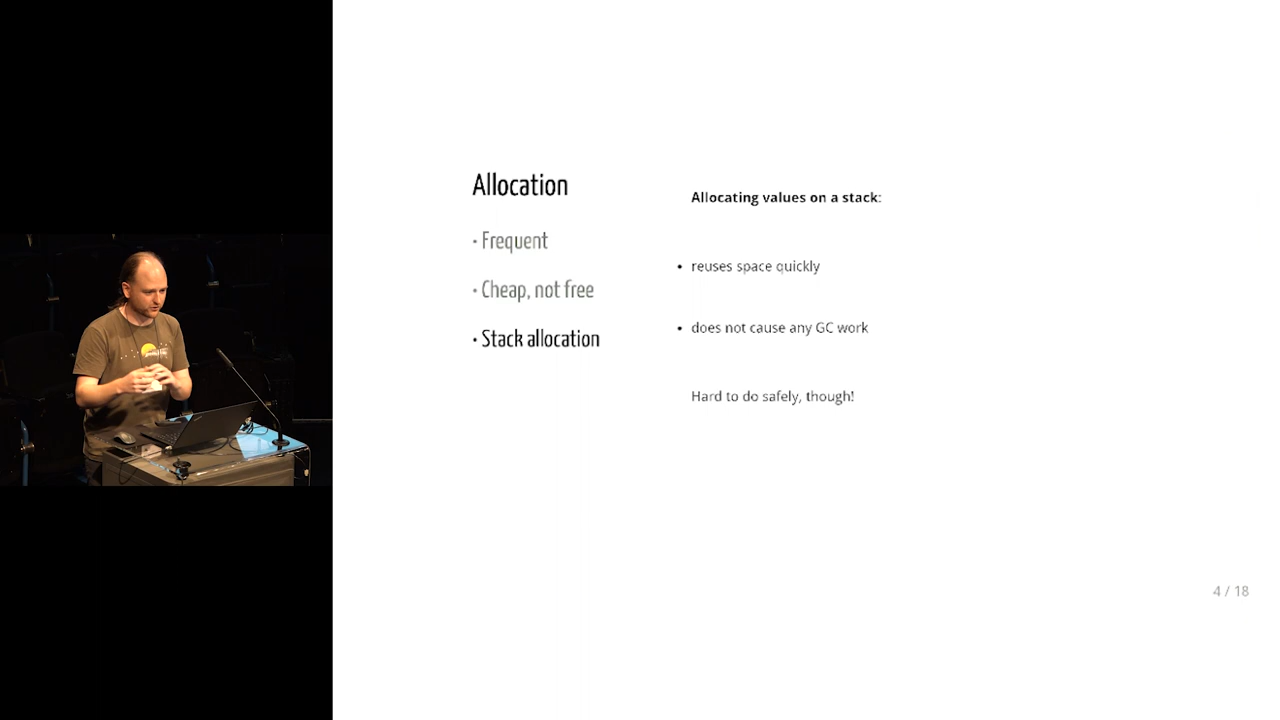 Allocation
• Frequent
• Cheap, not free
• Stack allocation
Allocating values on a stack:
• reuses space quickly
• does not cause any GC work
Hard to do safely, though!
4 / 18